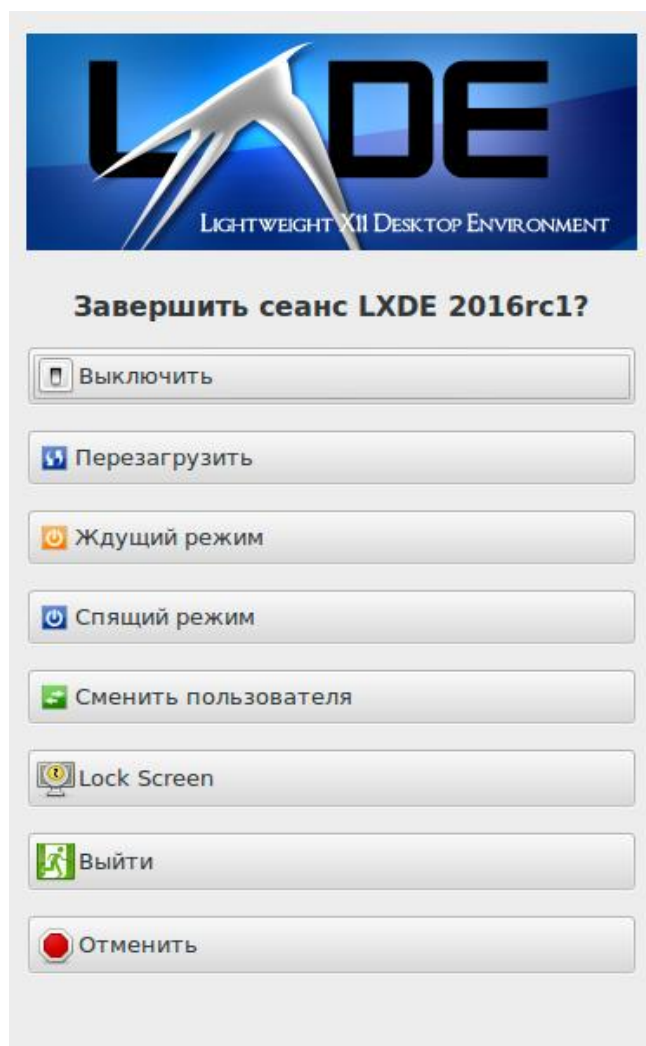 LXDE
LIGHTWEIGHT X11 DESKTOP ENVIRONMENT
Завершить сеанс LXDE 2016rc1?
Выключить
Перезагрузить
Ждущий режим
Спящий режим
Сменить пользователя
Lock Screen
Выйти
Отменить